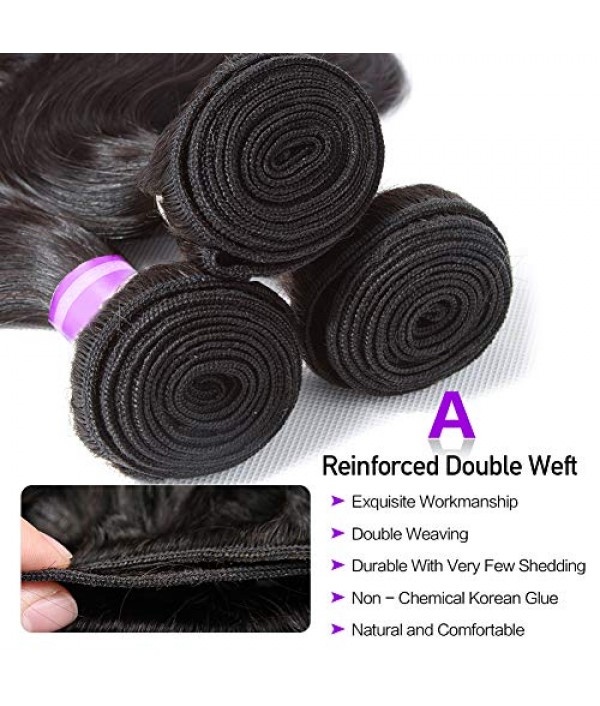 A
Reinforced Double Weft
➤ Exquisite Workmanship
➤ Double Weaving
➤ Durable With Very Few Shedding
➤ Non - Chemical Korean Glue
➤ Natural and Comfortable